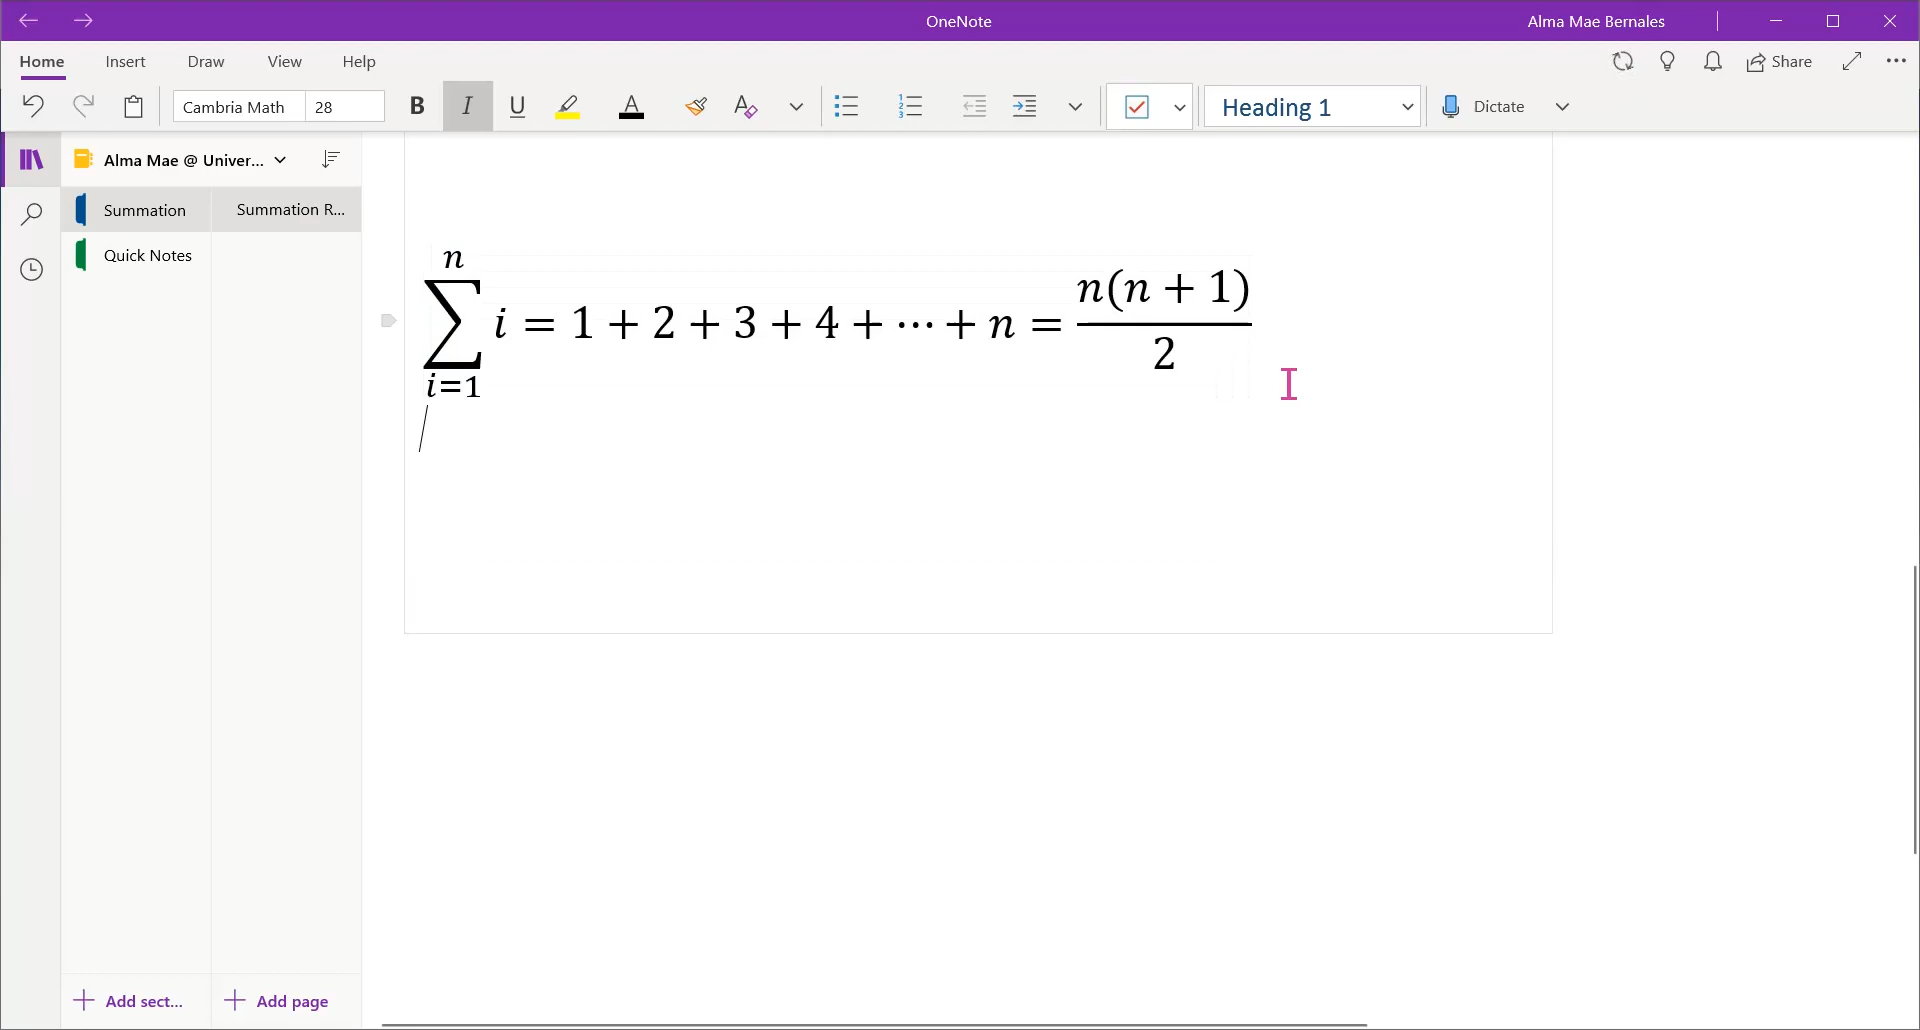 OneNote
Alma Mae Bernales
Home Insert Draw View Help
Share
Cambria Math 28
B I U A A
Heading 1
Dictate
Alma Mae @ Univer...
Summation
Summation R...
Quick Notes
n
∑ i = 1 + 2 + 3 + 4 + ⋯ + n = n(n + 1)
2
i=1
Add sect...
Add page